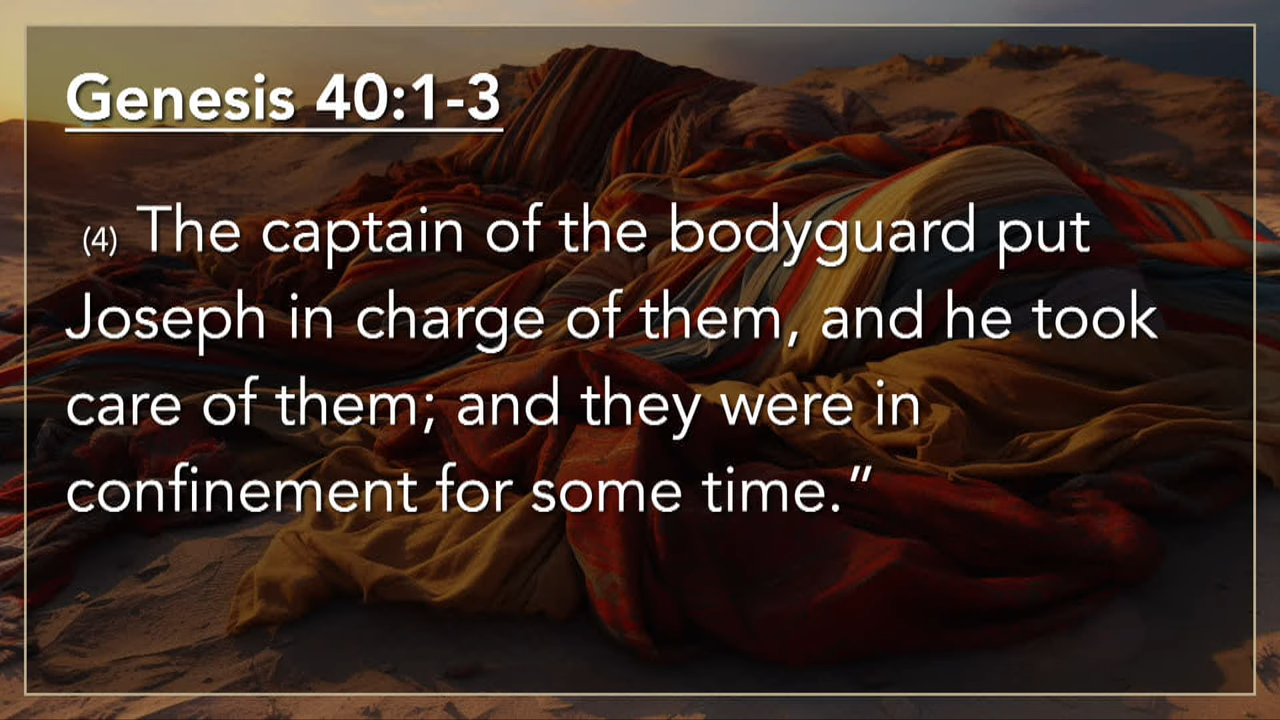 Genesis 40:1-3
(4) The captain of the bodyguard put
Joseph in charge of them, and he took
care of them; and they were in
confinement for some time.”